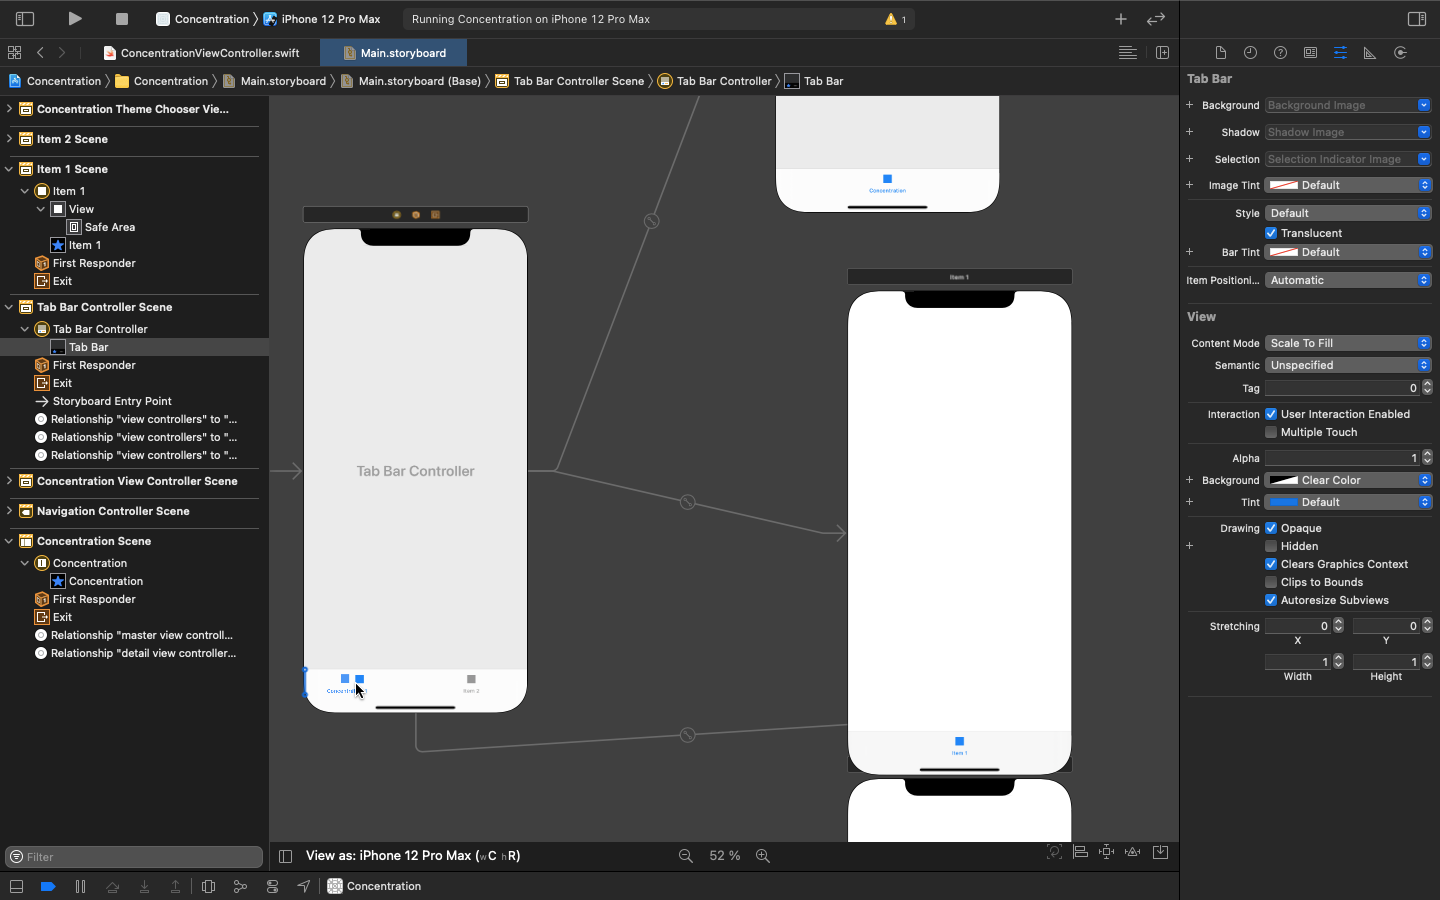 Concentration
iPhone 12 Pro Max
Running Concentration on iPhone 12 Pro Max
1
ConcentrationViewController.swift
Main.storyboard
Concentration
Concentration
Main.storyboard
Main.storyboard (Base)
Tab Bar Controller Scene
Tab Bar Controller
Tab Bar
Concentration Theme Chooser Vie...
Item 2 Scene
Item 1 Scene
Item 1
View
Safe Area
Item 1
First Responder
Exit
Tab Bar Controller Scene
Tab Bar Controller
Tab Bar
First Responder
Exit
Storyboard Entry Point
Relationship "view controllers" to "...
Relationship "view controllers" to "...
Relationship "view controllers" to "...
Concentration View Controller Scene
Navigation Controller Scene
Concentration Scene
Concentration
Concentration
First Responder
Exit
Relationship "master view controll...
Relationship "detail view controller...
Filter
Concentration
Item 1
Tab Bar Controller
Item 2
Item 1
View as: iPhone 12 Pro Max (wC hR)
52 %
Concentration
Tab Bar
Background Background Image
Shadow Shadow Image
Selection Selection Indicator Image
Image Tint Default
Style Default
Translucent
Bar Tint Default
Item Positioni... Automatic
View
Content Mode Scale To Fill
Semantic Unspecified
Tag 0
Interaction User Interaction Enabled
Multiple Touch
Alpha 1
Background Clear Color
Tint Default
Drawing Opaque
Hidden
Clears Graphics Context
Clips to Bounds
Autoresize Subviews
Stretching 0 0
X Y
1 1
Width Height